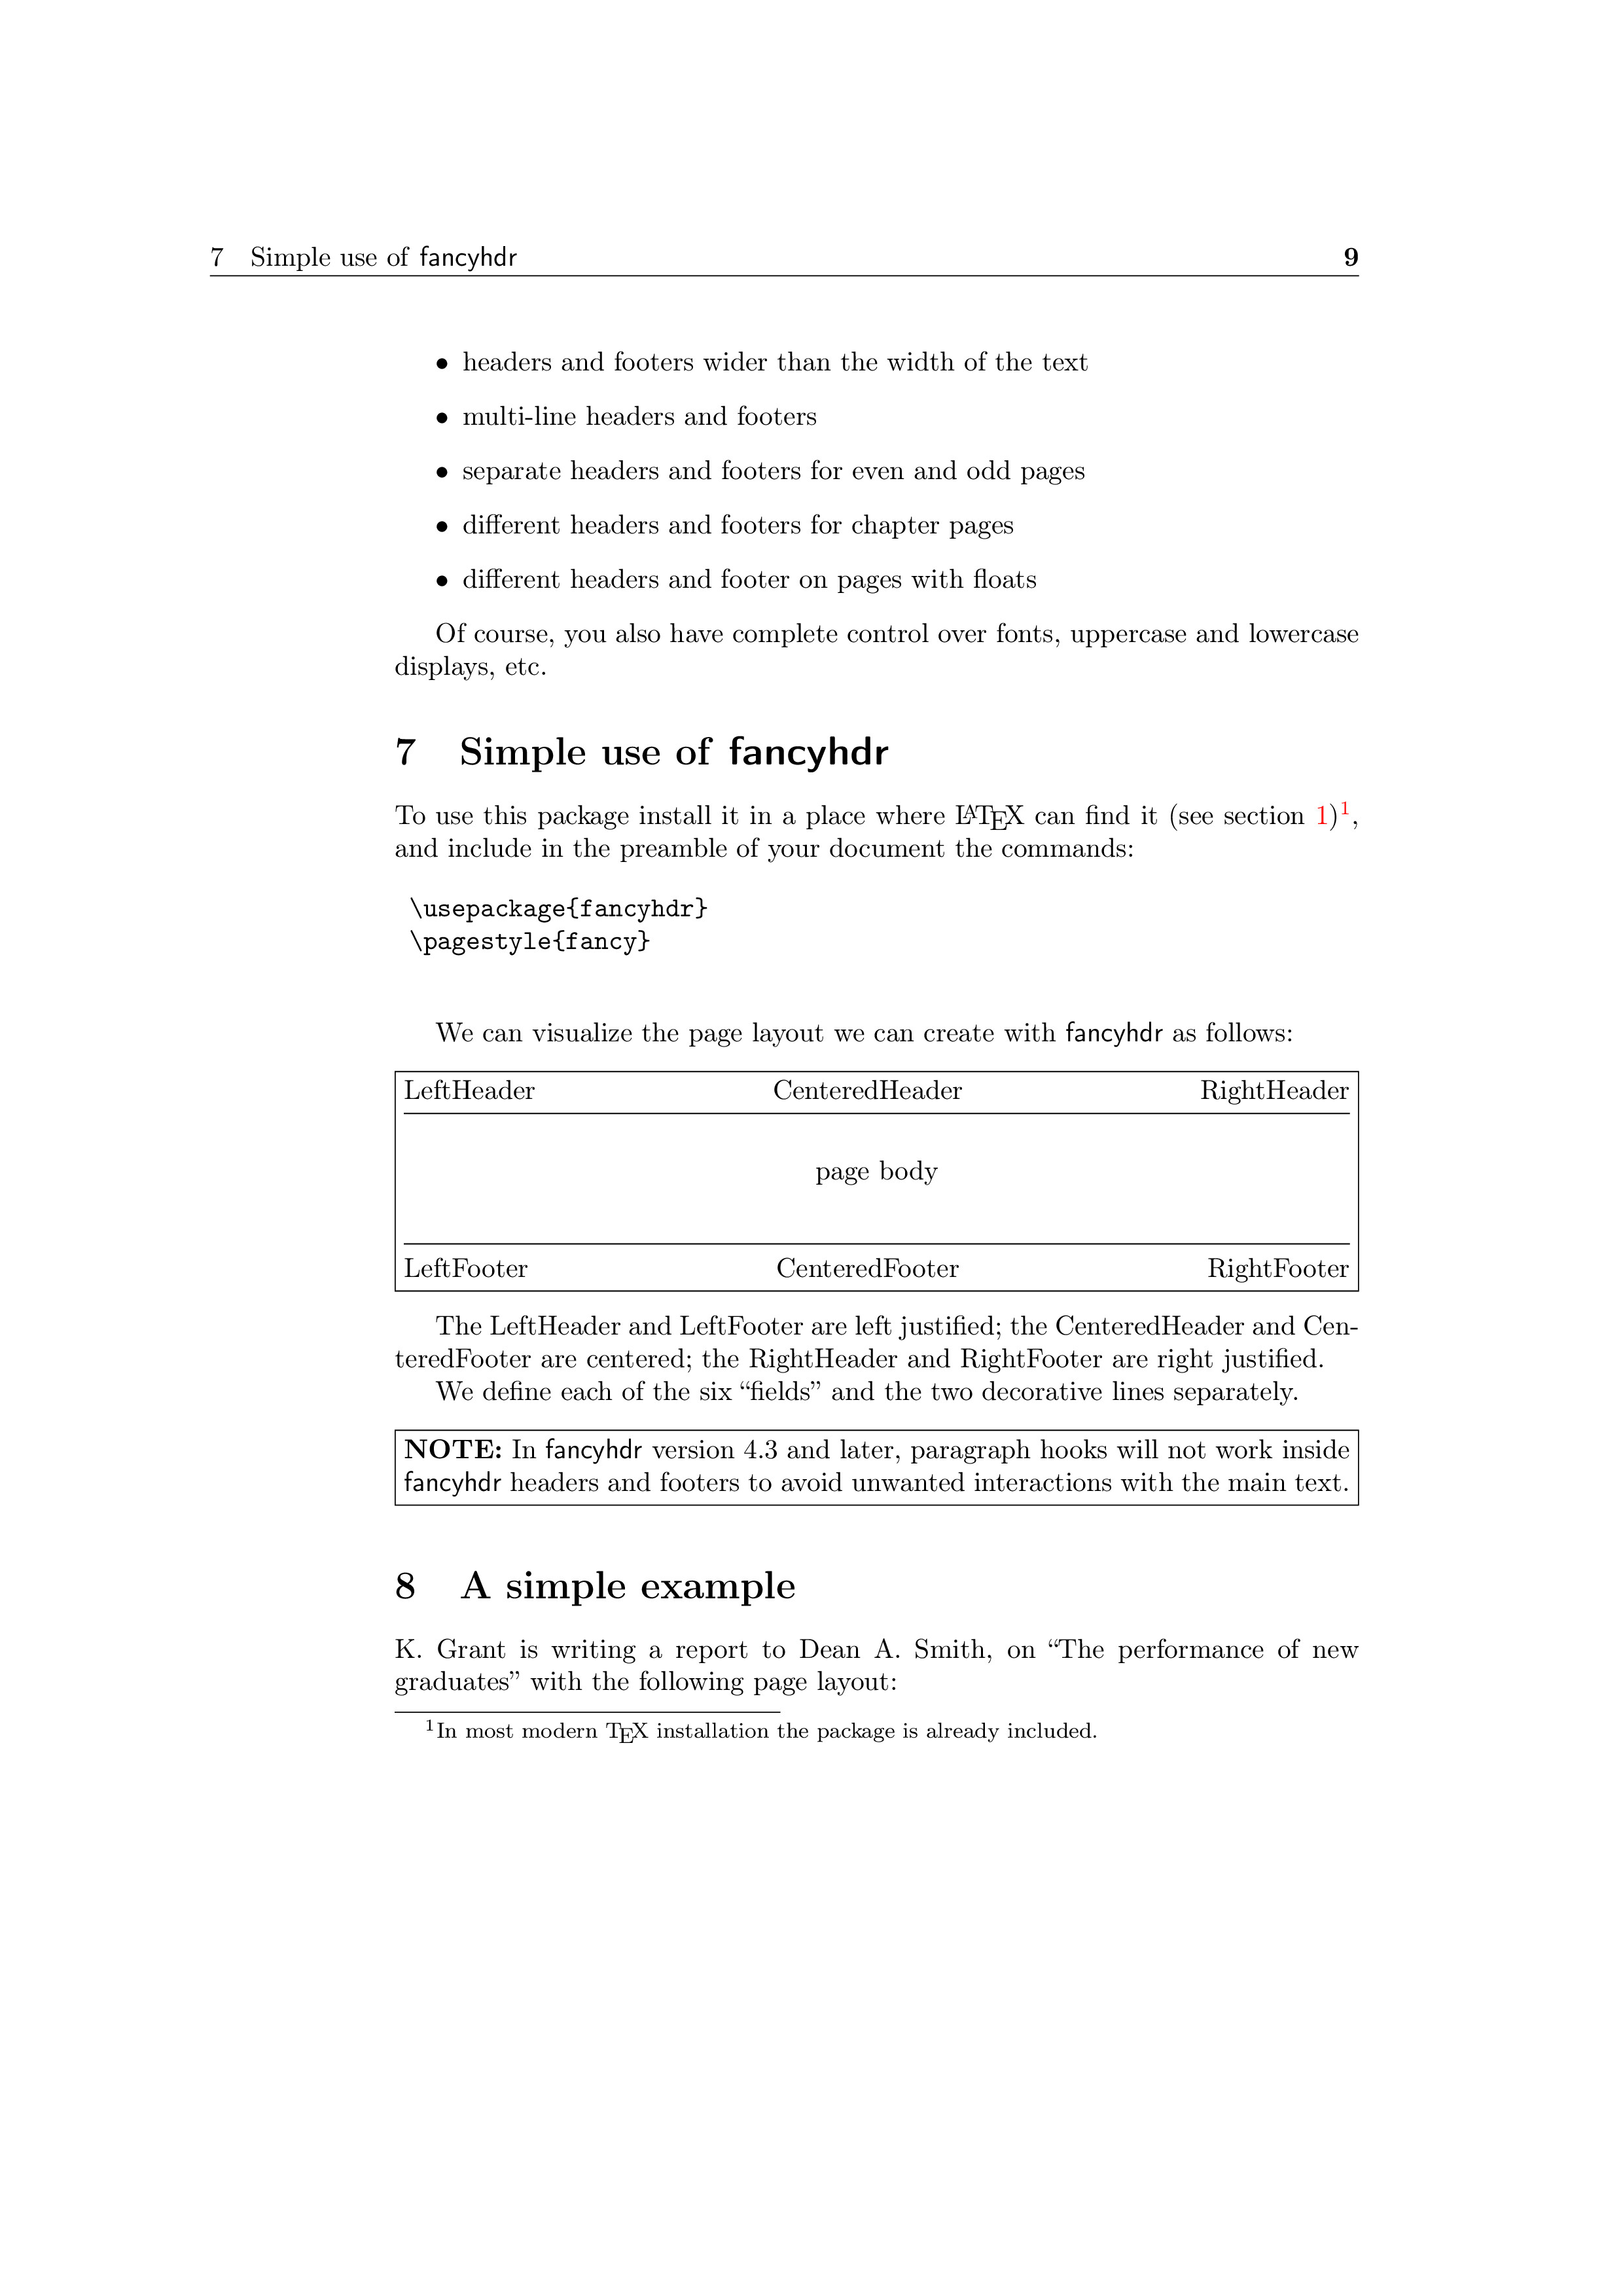 7 Simple use of fancyhdr 9
• headers and footers wider than the width of the text
• multi-line headers and footers
• separate headers and footers for even and odd pages
• different headers and footers for chapter pages
• different headers and footer on pages with floats
Of course, you also have complete control over fonts, uppercase and lowercase
displays, etc.
7 Simple use of fancyhdr
To use this package install it in a place where LATEX can find it (see section 1)1,
and include in the preamble of your document the commands:
\usepackage{fancyhdr}
\pagestyle{fancy}
We can visualize the page layout we can create with fancyhdr as follows:
LeftHeader CenteredHeader RightHeader
page body
LeftFooter CenteredFooter RightFooter
The LeftHeader and LeftFooter are left justified; the CenteredHeader and Cen-
teredFooter are centered; the RightHeader and RightFooter are right justified.
We define each of the six “fields” and the two decorative lines separately.
NOTE: In fancyhdr version 4.3 and later, paragraph hooks will not work inside
fancyhdr headers and footers to avoid unwanted interactions with the main text.
8 A simple example
K. Grant is writing a report to Dean A. Smith, on “The performance of new
graduates” with the following page layout:
1In most modern TEX installation the package is already included.